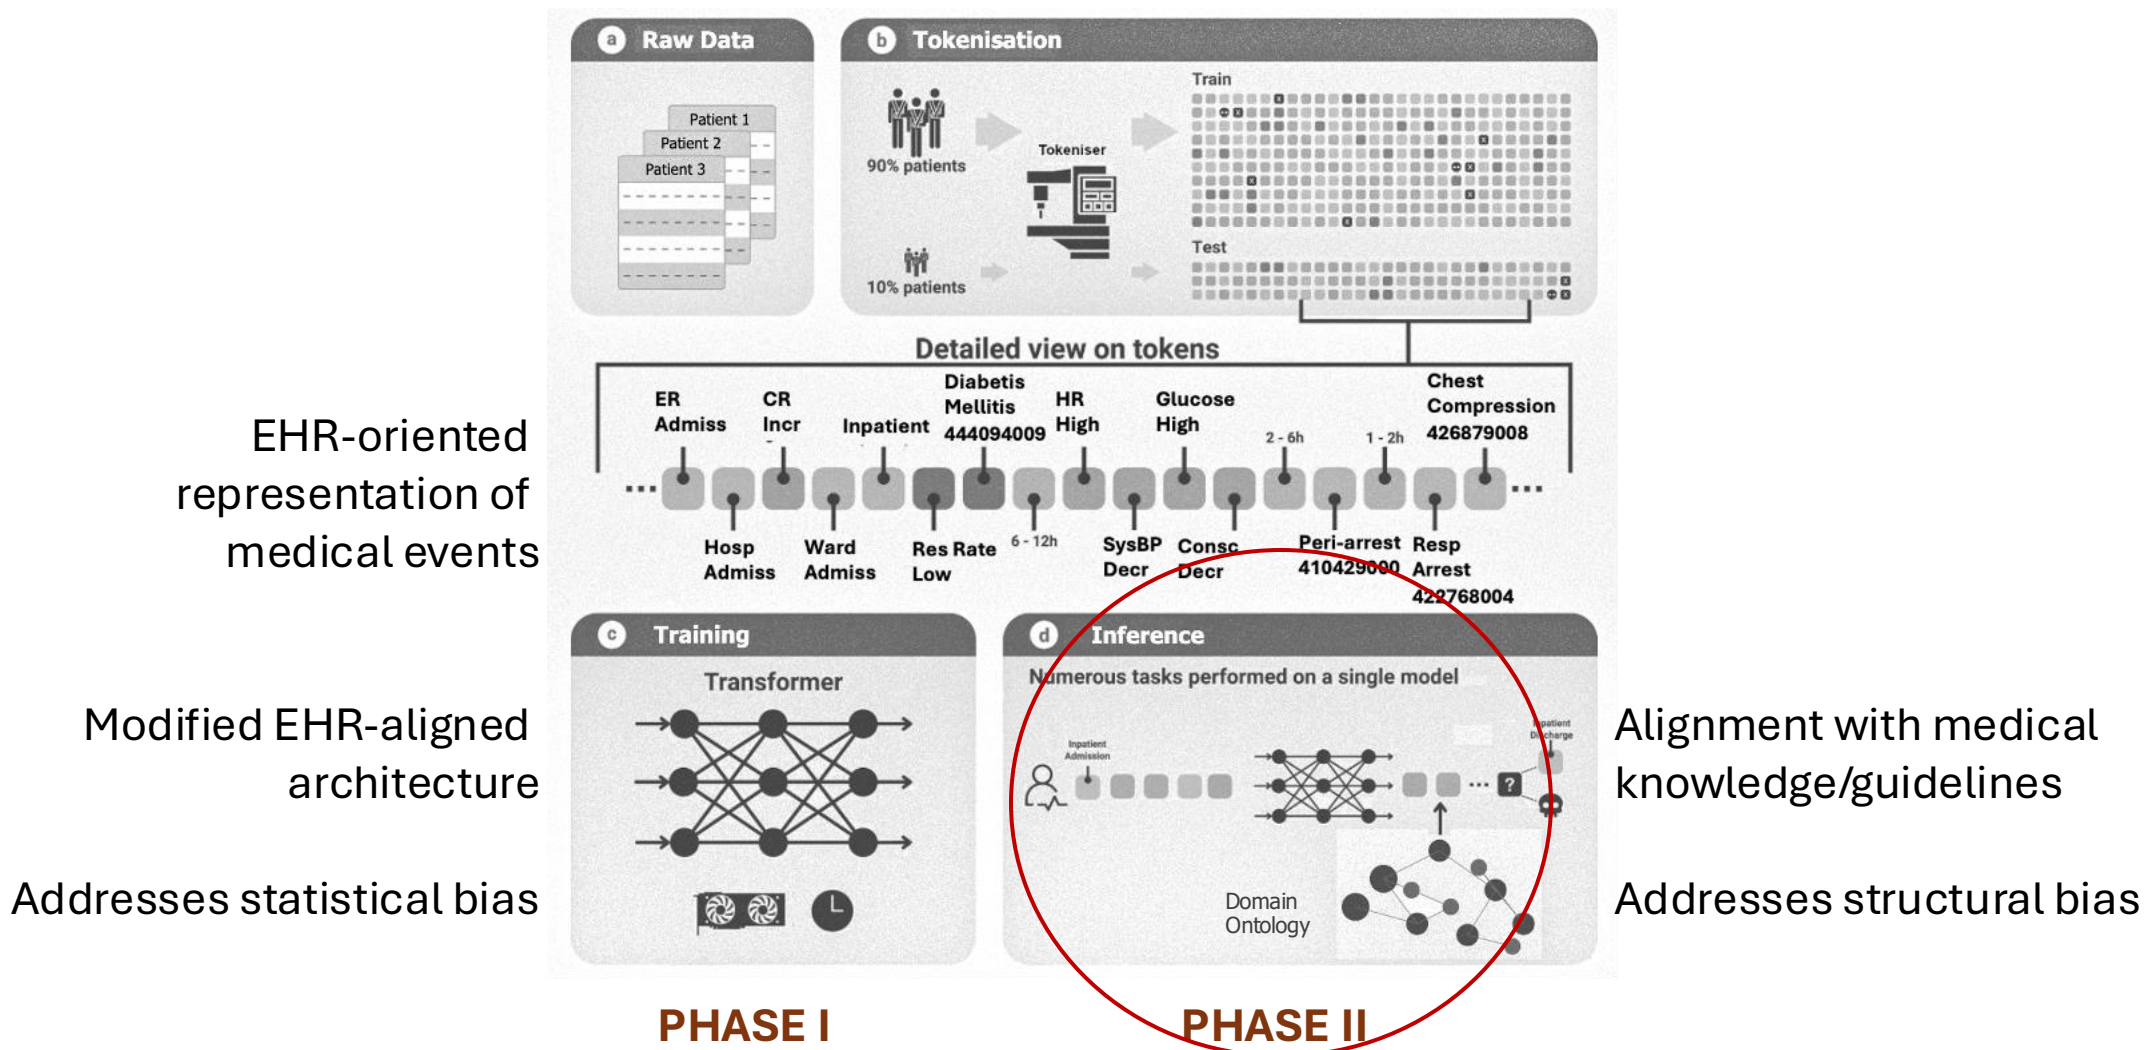 a Raw Data
Patient 1
Patient 2
Patient 3
b Tokenisation
90% patients
10% patients
Tokeniser
Train
Test
Detailed view on tokens
ER
Admiss
CR
Incr
Inpatient
Diabetis
Mellitis
444094009
HR
High
Glucose
High
2 - 6h
1 - 2h
Chest
Compression
426879008
...
...
Hosp
Admiss
Ward
Admiss
Res Rate
Low
6 - 12h
SysBP
Decr
Consc
Decr
Peri-arrest
410429000
Resp
Arrest
422768004
EHR-oriented
representation of
medical events
c Training
Transformer
Modified EHR-aligned
architecture
Addresses statistical bias
d Inference
Numerous tasks performed on a single model
Inpatient
Admission
...
?
Inpatient
Discharge
Domain
Ontology
Alignment with medical
knowledge/guidelines
Addresses structural bias
PHASE I
PHASE II